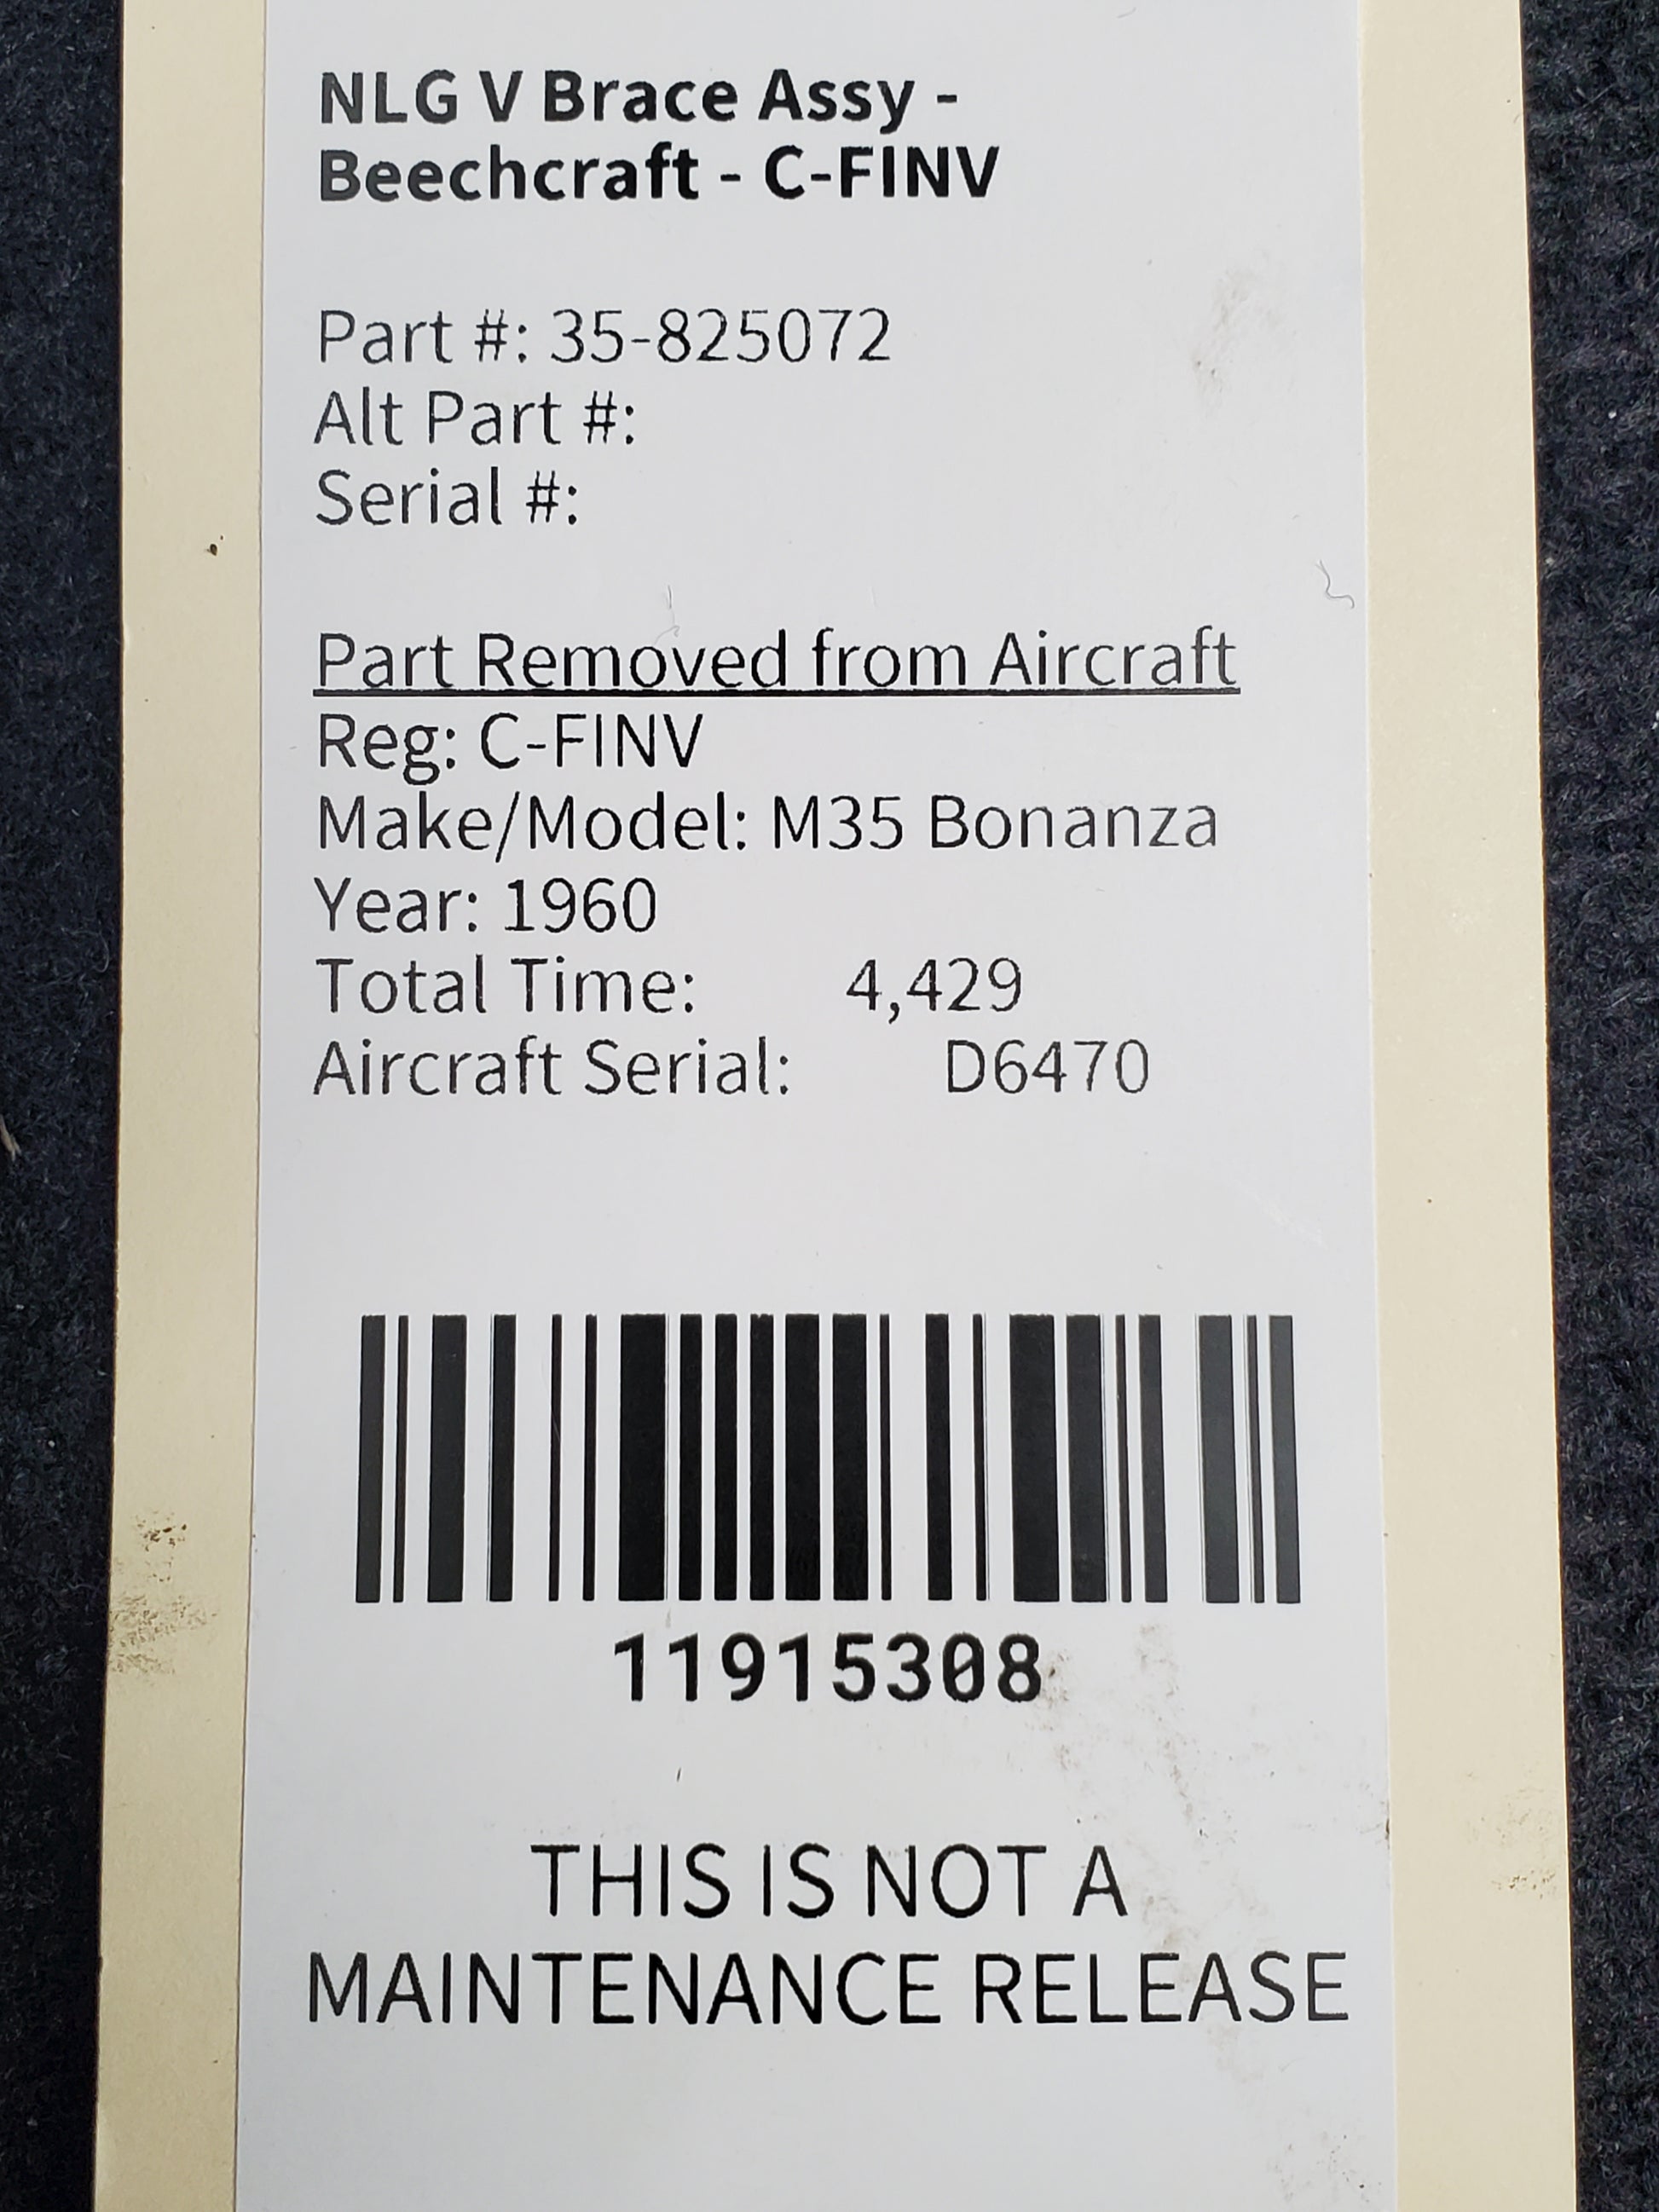 NLG V Brace Assy -
Beechcraft - C-FINV
Part #: 35-825072
Alt Part #:
Serial #:
Part Removed from Aircraft
Reg: C-FINV
Make/Model: M35 Bonanza
Year: 1960
Total Time: 4,429
Aircraft Serial: D6470
11915308
THIS IS NOT A
MAINTENANCE RELEASE